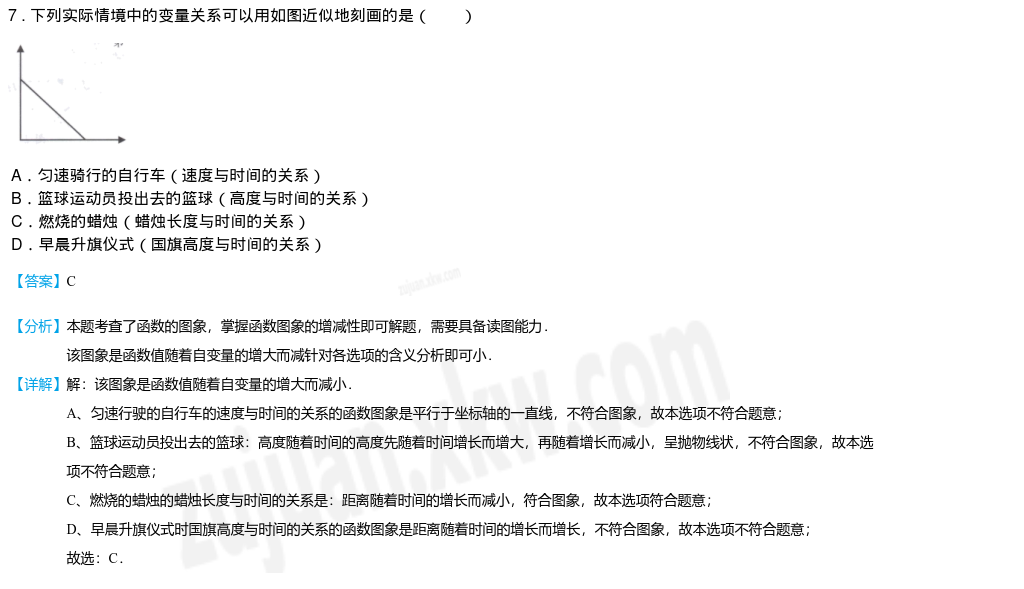 7．下列实际情境中的变量关系可以用如图近似地刻画的是（　　）
A．匀速骑行的自行车（速度与时间的关系）
B．篮球运动员投出去的篮球（高度与时间的关系）
C．燃烧的蜡烛（蜡烛长度与时间的关系）
D．早晨升旗仪式（国旗高度与时间的关系）
【答案】C
zujuan.xkw.com
【分析】本题考查了函数的图象，掌握函数图象的增减性即可解题，需要具备读图能力．
该图象是函数值随着自变量的增大而减针对各选项的含义分析即可小．
【详解】解：该图象是函数值随着自变量的增大而减小．
A、匀速行驶的自行车的速度与时间的关系的函数图象是平行于坐标轴的一直线，不符合图象，故本选项不符合题意；
B、篮球运动员投出去的篮球：高度随着时间的高度先随着时间增长而增大，再随着增长而减小，呈抛物线状，不符合图象，故本选
项不符合题意；
C、燃烧的蜡烛的蜡烛长度与时间的关系是：距离随着时间的增长而减小，符合图象，故本选项符合题意；
D、早晨升旗仪式时国旗高度与时间的关系的函数图象是距离随着时间的增长而增长，不符合图象，故本选项不符合题意；
故选：C．
zujuan.xkw.com